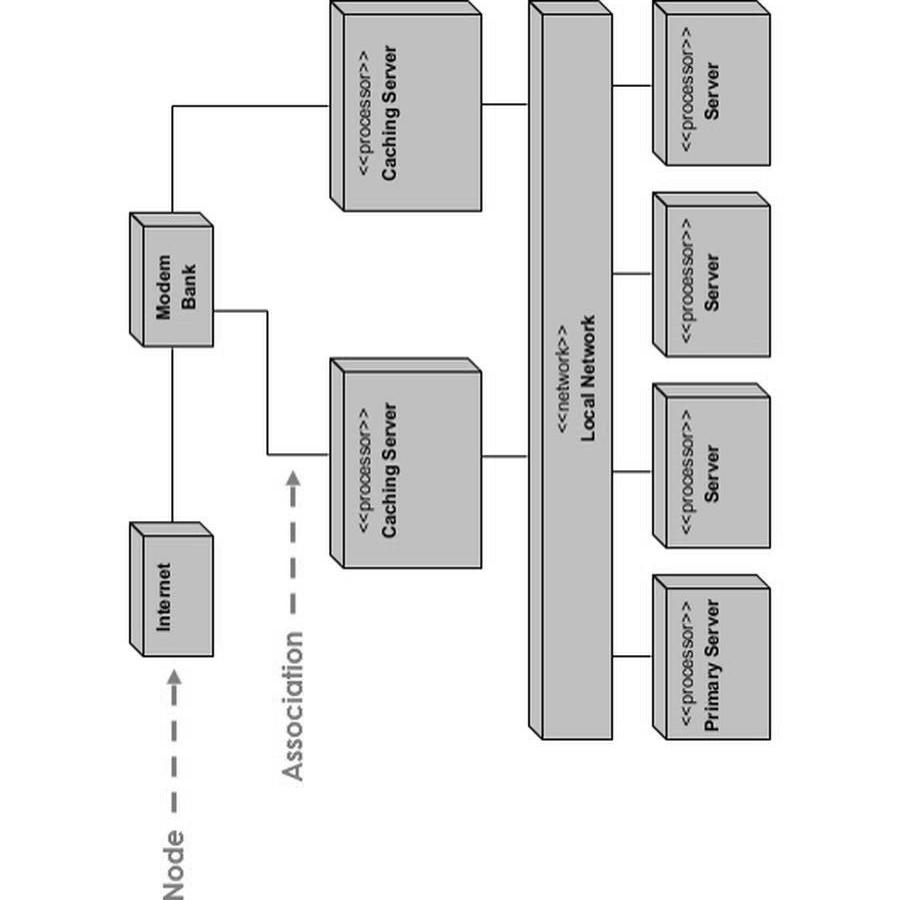 Node
Internet
Modem
Bank
Association
<<processor>>
Caching Server
<<processor>>
Caching Server
<<network>>
Local Network
<<processor>>
Primary Server
<<processor>>
Server
<<processor>>
Server
<<processor>>
Server